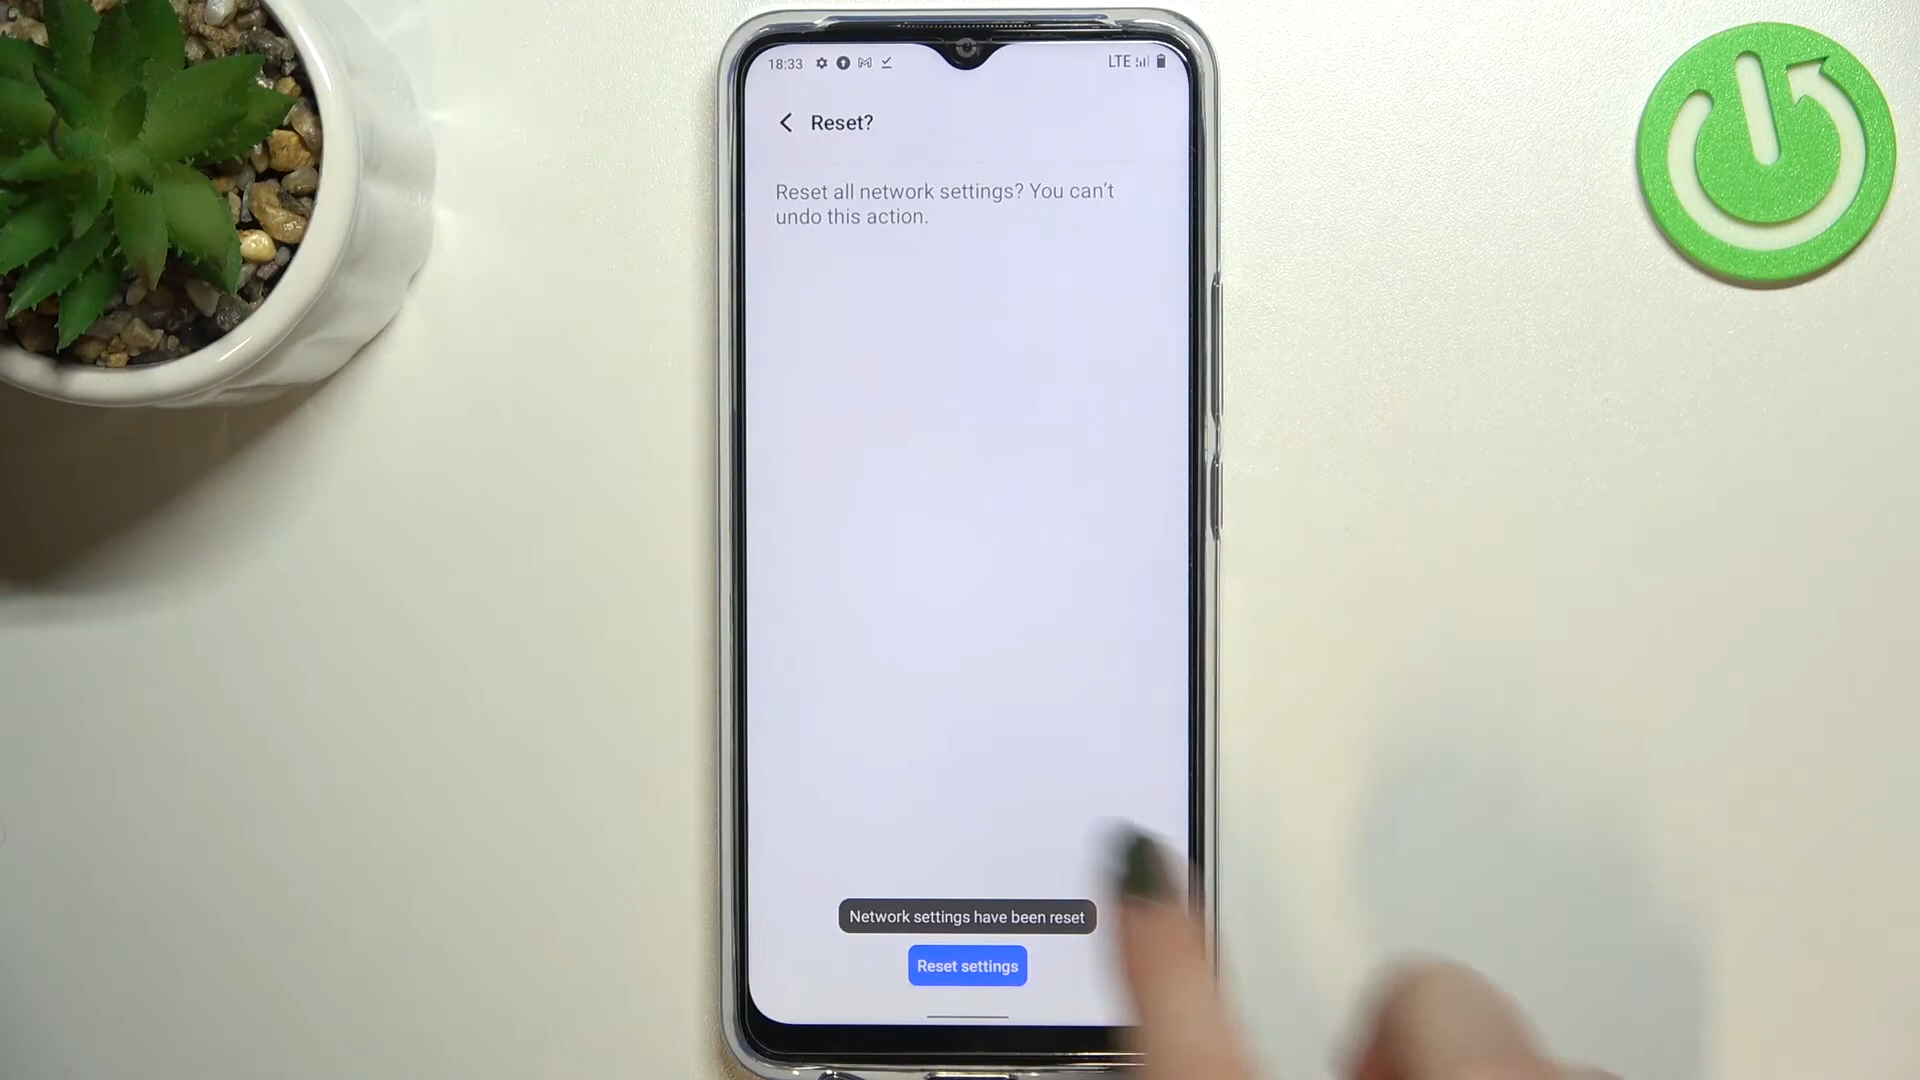 18:33
LTE
Reset?
Reset all network settings? You can't
undo this action.
Network settings have been reset
Reset settings